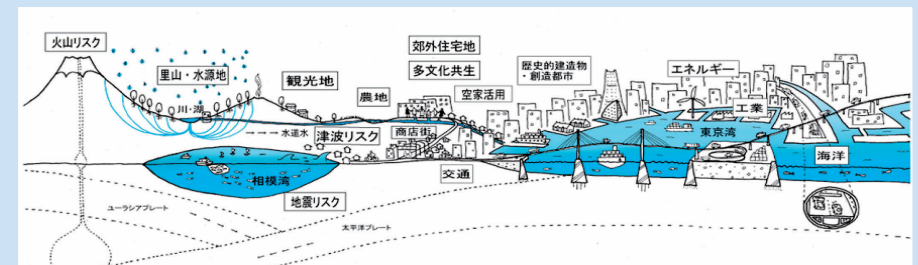 火山リスク
里山・水源地
川・湖
水道水
観光地
農地
郊外住宅地
多文化共生
空家活用
歴史的建造物
・創造都市
エネルギー
工業
東京湾
海洋
津波リスク
商店街
交通
相模湾
地震リスク
ユーラシアプレート
太平洋プレート